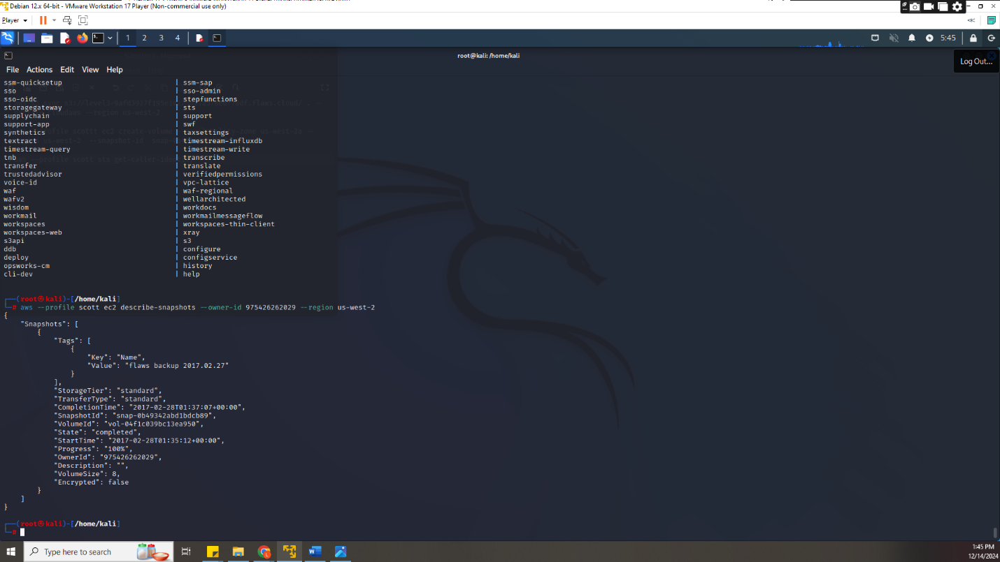 Debian 12.x 64-bit - VMware Workstation 17 Player (Non-commercial use only)
Player
1 2 3 4
5:45
root@kali: /home/kali
Log Out...
File Actions Edit View Help
ssm-quicksetup | ssm-sap
sso | sso-admin
sso-oidc | stepfunctions
storagegateway | sts
supplychain | support
support-app | swf
synthetics | taxsettings
textract | timestream-influxdb
timestream-query | timestream-write
tnb | transcribe
transfer | translate
trustedadvisor | verifiedpermissions
voice-id | vpc-lattice
waf | waf-regional
wafv2 | wellarchitected
wisdom | workdocs
workmail | workmailmessageflow
workspaces | workspaces-thin-client
workspaces-web | xray
s3api | s3
ddb | configure
deploy | configservice
opsworks-cm | history
cli-dev | help
┌──(root㉿kali)-[/home/kali]
└─# aws --profile scott ec2 describe-snapshots --owner-id 975426262029 --region us-west-2
{
"Snapshots": [
{
"Tags": [
{
"Key": "Name",
"Value": "flaws backup 2017.02.27"
}
],
"StorageTier": "standard",
"TransferType": "standard",
"CompletionTime": "2017-02-28T01:37:07+00:00",
"SnapshotId": "snap-0b49342abd1bdcb89",
"VolumeId": "vol-04f1c039bc13ea950",
"State": "completed",
"StartTime": "2017-02-28T01:35:12+00:00",
"Progress": "100%",
"OwnerId": "975426262029",
"Description": "",
"VolumeSize": 8,
"Encrypted": false
}
]
}
┌──(root㉿kali)-[/home/kali]
└─#
Type here to search
1:45 PM
12/14/2024